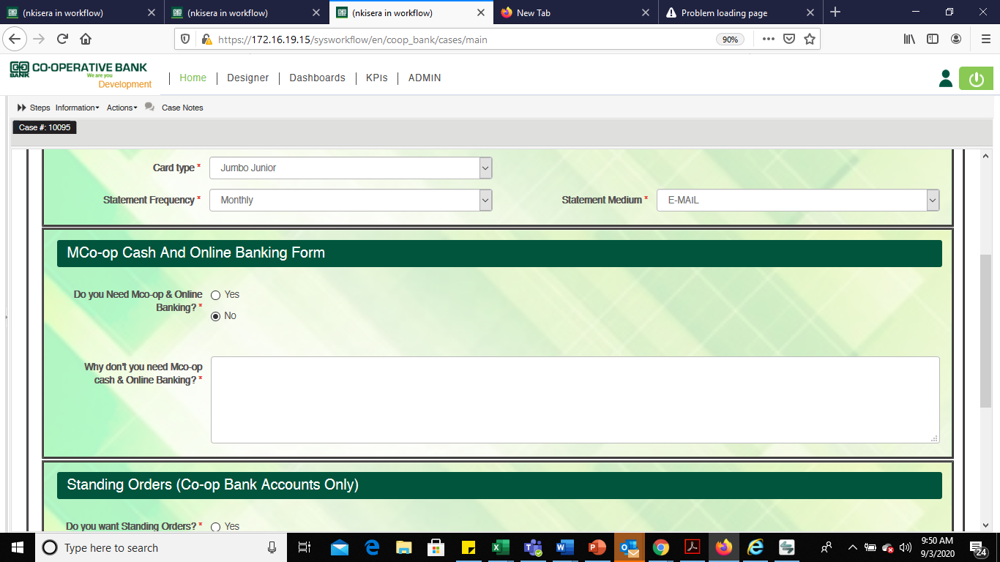 (nkisera in workflow)
(nkisera in workflow)
(nkisera in workflow)
New Tab
Problem loading page
https://172.16.19.15/sysworkflow/en/coop_bank/cases/main
90%
CO-OPERATIVE BANK
BANK
We are you
Development
Home
Designer
Dashboards
KPIs
ADMIN
Steps Information Actions Case Notes
Case #: 10095
Card type *
Jumbo Junior
Statement Frequency *
Monthly
Statement Medium *
E-MAIL
MCo-op Cash And Online Banking Form
Do you Need Mco-op & Online
Banking? *
Yes
No
Why don't you need Mco-op
cash & Online Banking? *
Standing Orders (Co-op Bank Accounts Only)
Do you want Standing Orders? *
Yes
Type here to search
9:50 AM
9/3/2020
24